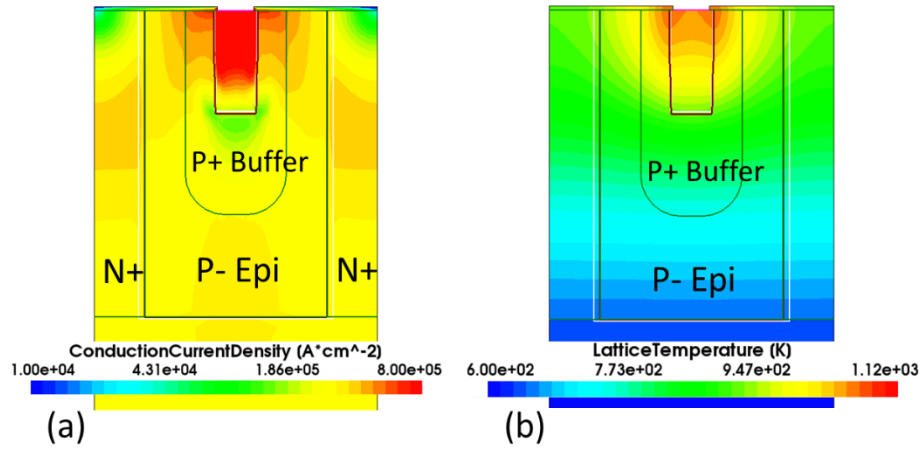 P+ Buffer
N+ P- Epi N+
ConductionCurrentDensity (A*cm^-2)
1.00e+04 4.31e+04 1.86e+05 8.00e+05
(a)
P+ Buffer
P- Epi
LatticeTemperature (K)
6.00e+02 7.73e+02 9.47e+02 1.12e+03
(b)